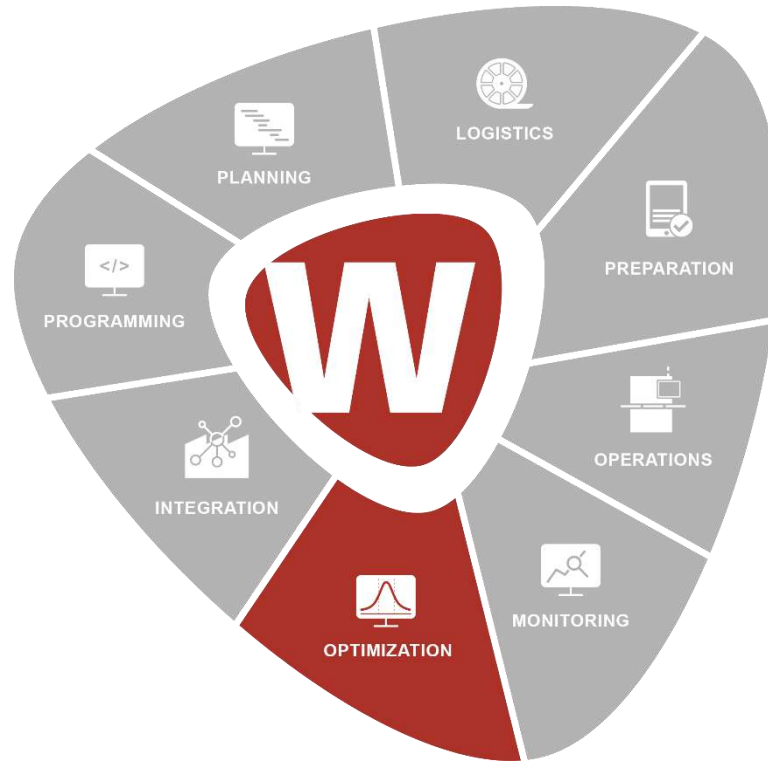 LOGISTICS
PLANNING
PREPARATION
</>
PROGRAMMING
W
OPERATIONS
INTEGRATION
MONITORING
OPTIMIZATION